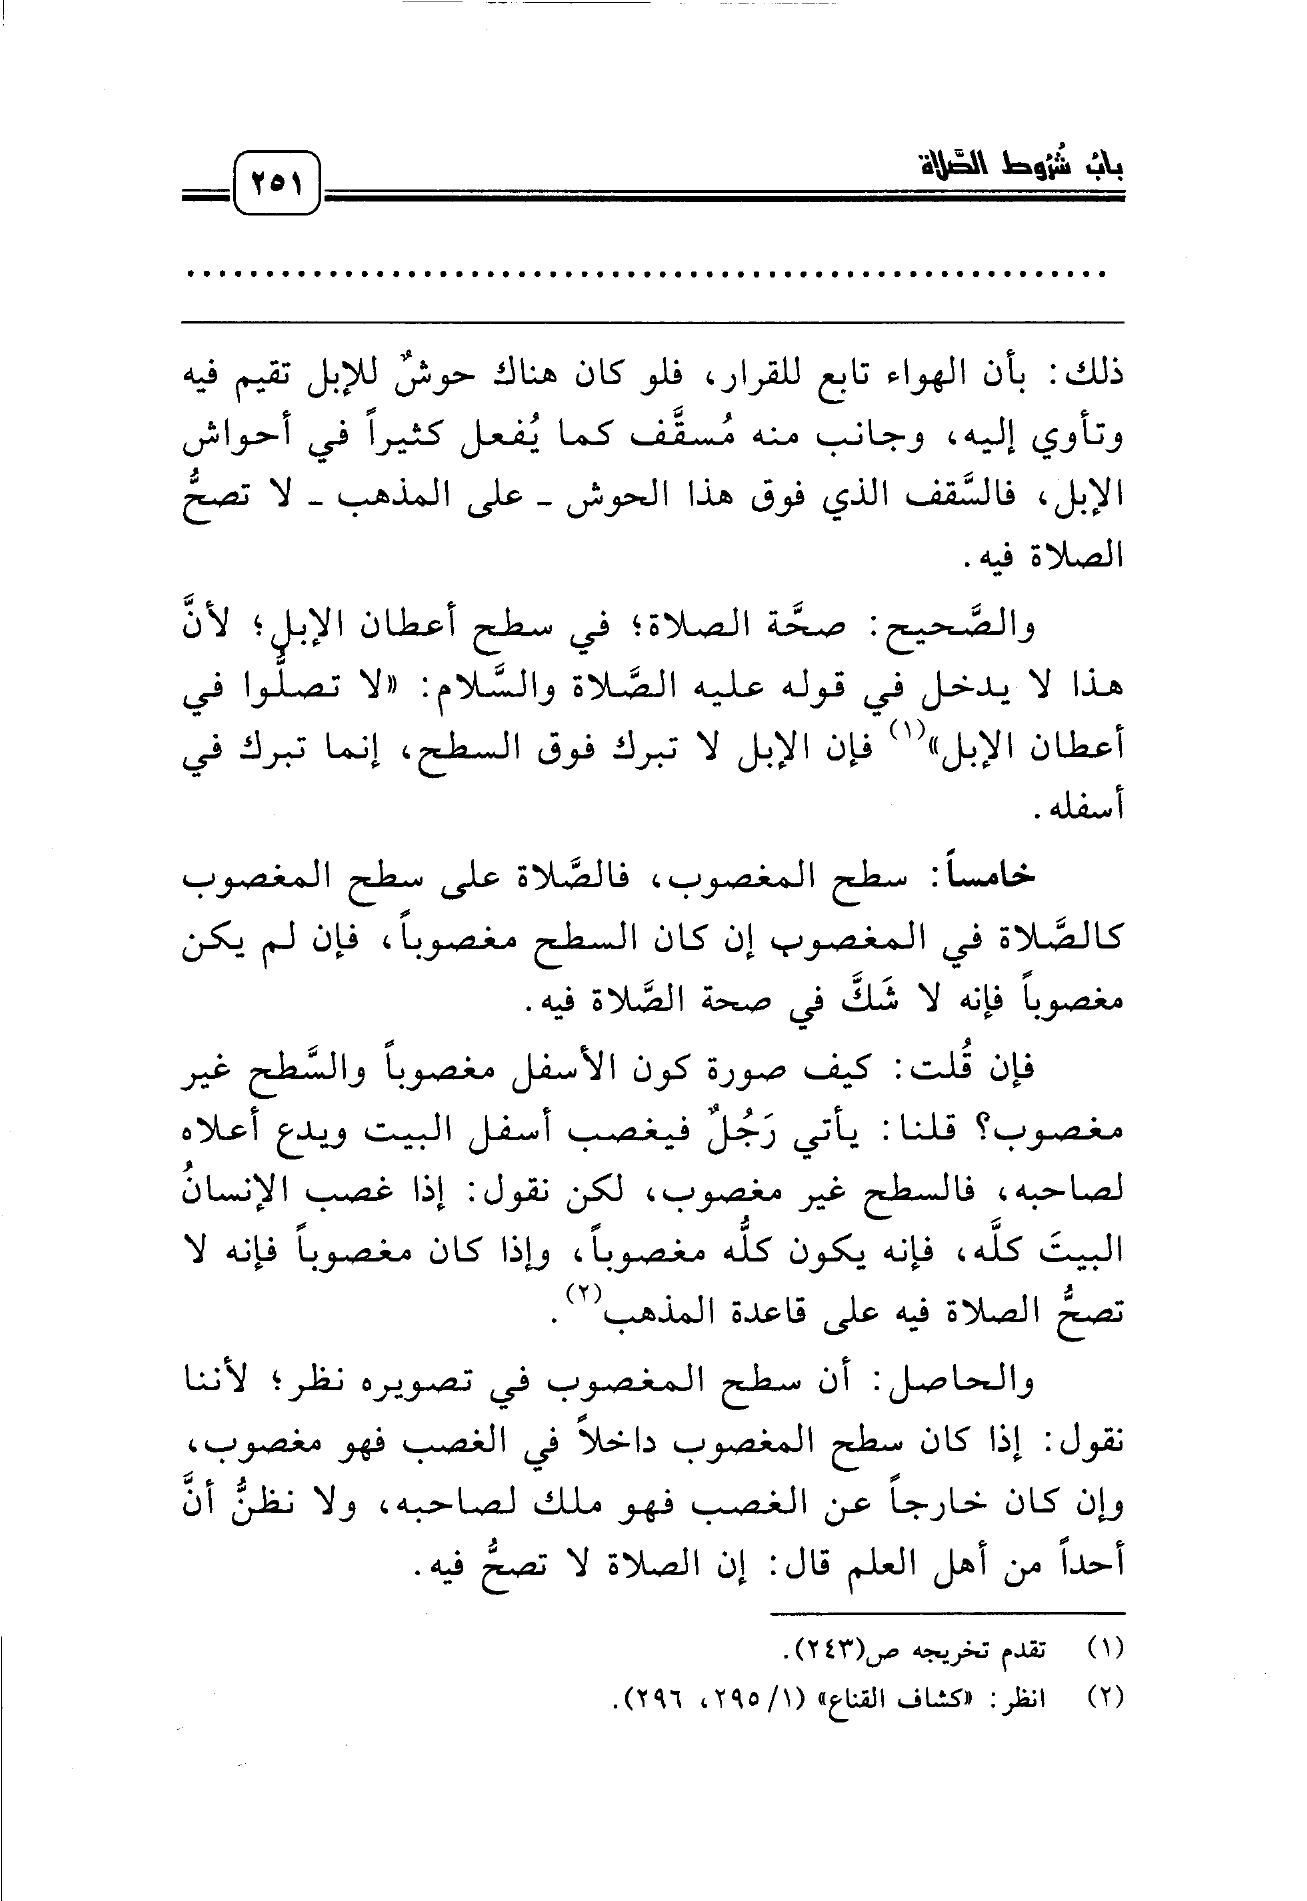 بابُ شُرُوط الصَّلاة
٢٥١
ذلك: بأن الهواء تابع للقرار، فلو كان هناك حوشٌ للإبل تقيم فيه
وتأوي إليه، وجانب منه مُسقَّف كما يُفعل كثيراً في أحواش
الإبل، فالسَّقف الذي فوق هذا الحوش ـ على المذهب ـ لا تصحُّ
الصلاة فيه.
والصَّحيح: صحَّة الصلاة؛ في سطح أعطان الإبل؛ لأنَّ
هذا لا يدخل في قوله عليه الصَّلاة والسَّلام: «لا تصلُّوا في
أعطان الإبل»(١) فإن الإبل لا تبرك فوق السطح، إنما تبرك في
أسفله.
خامساً: سطح المغصوب، فالصَّلاة على سطح المغصوب
كالصَّلاة في المغصوب إن كان السطح مغصوباً، فإن لم يكن
مغصوباً فإنه لا شَكَّ في صحة الصَّلاة فيه.
فإن قُلت: كيف صورة كون الأسفل مغصوباً والسَّطح غير
مغصوب؟ قلنا: يأتي رَجُلٌ فيغصب أسفل البيت ويدع أعلاه
لصاحبه، فالسطح غير مغصوب، لكن نقول: إذا غصب الإنسانُ
البيتَ كلَّه، فإنه يكون كلُّه مغصوباً، وإذا كان مغصوباً فإنه لا
تصحُّ الصلاة فيه على قاعدة المذهب(٢).
والحاصل: أن سطح المغصوب في تصويره نظر؛ لأننا
نقول: إذا كان سطح المغصوب داخلاً في الغصب فهو مغصوب،
وإن كان خارجاً عن الغصب فهو ملك لصاحبه، ولا نظنُّ أنَّ
أحداً من أهل العلم قال: إن الصلاة لا تصحُّ فيه.
(١) تقدم تخريجه ص(٢٤٣).
(٢) انظر: «كشاف القناع» (١/٢٩٥، ٢٩٦).